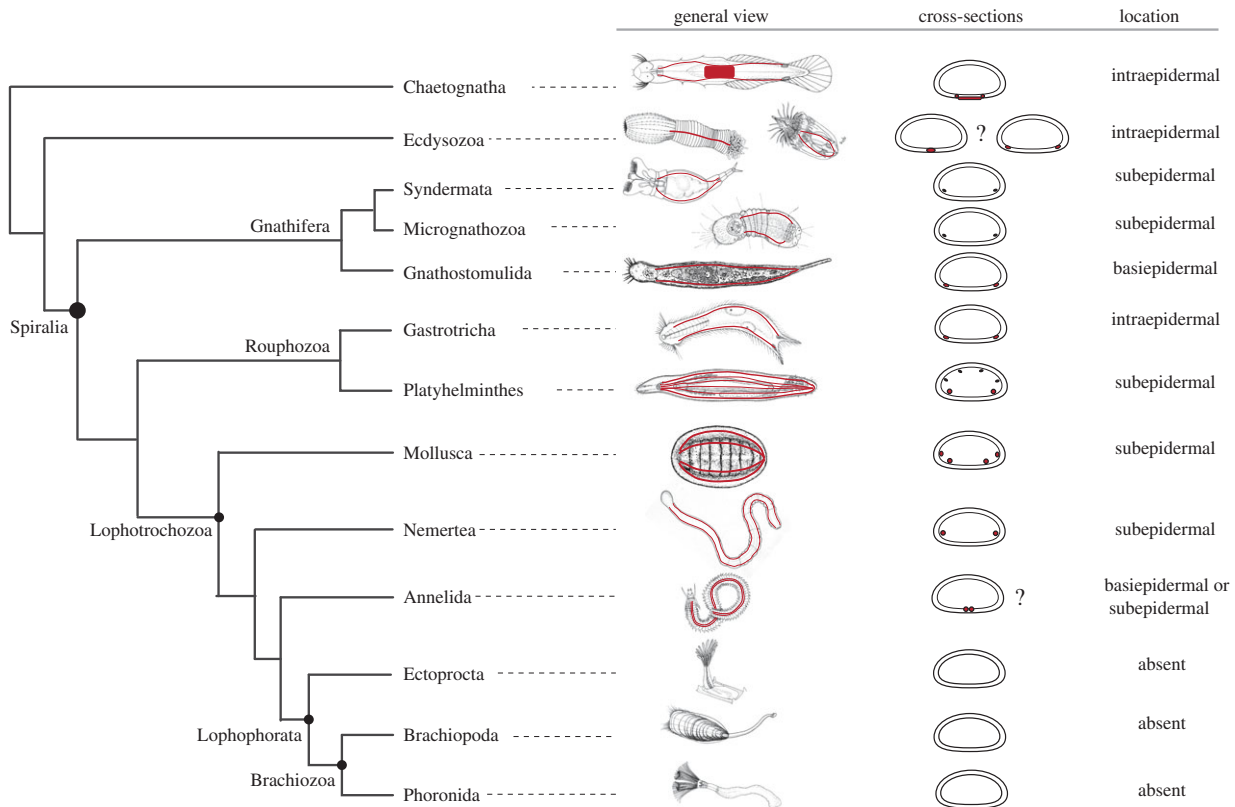 general view cross-sections location
Chaetognatha intraepidermal
Ecdysozoa ? intraepidermal
Syndermata subepidermal
Gnathifera
Micrognathozoa subepidermal
Gnathostomulida basiepidermal
Spiralia
Gastrotricha intraepidermal
Rouphozoa
Platyhelminthes subepidermal
Mollusca subepidermal
Lophotrochozoa
Nemertea subepidermal
Annelida ? basiepidermal or
subepidermal
Ectoprocta absent
Lophophorata
Brachiopoda absent
Brachiozoa
Phoronida absent